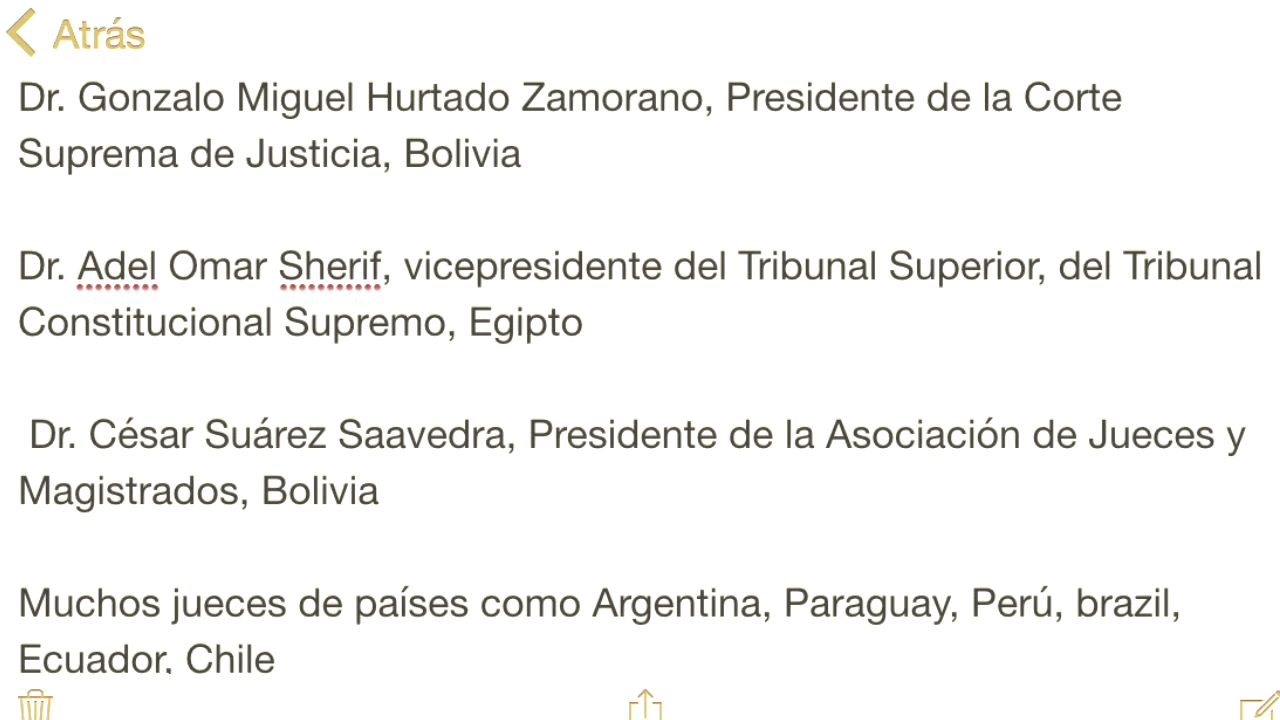 Atrás
Dr. Gonzalo Miguel Hurtado Zamorano, Presidente de la Corte
Suprema de Justicia, Bolivia
Dr. Adel Omar Sherif, vicepresidente del Tribunal Superior, del Tribunal
Constitucional Supremo, Egipto
Dr. César Suárez Saavedra, Presidente de la Asociación de Jueces y
Magistrados, Bolivia
Muchos jueces de países como Argentina, Paraguay, Perú, brazil,
Ecuador, Chile